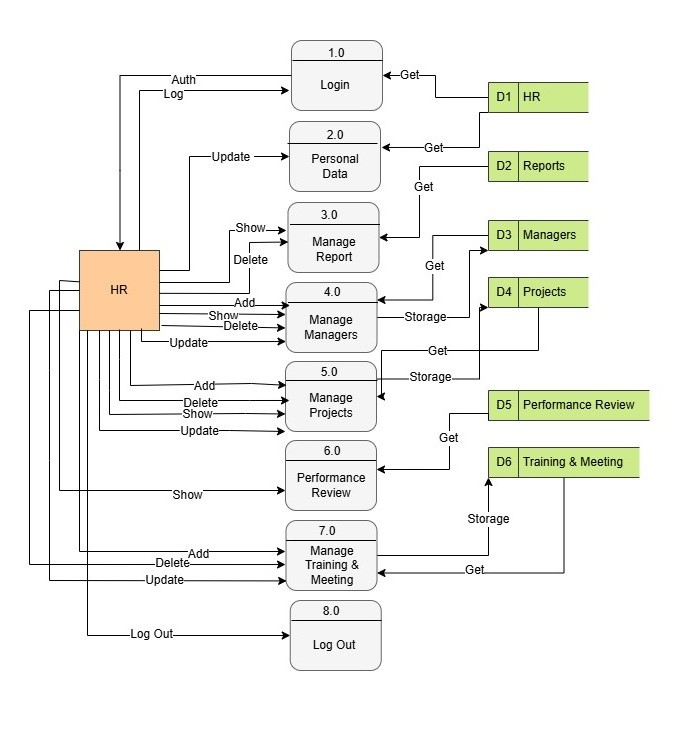 1.0
Login
Auth
Log
Get
D1 HR
2.0
Personal
Data
Update
Get
D2 Reports
Get
3.0
Manage
Report
Show
Delete
D3 Managers
Get
HR
4.0
Manage
Managers
Add
Show
Delete
Update
Storage
D4 Projects
Get
5.0
Manage
Projects
Storage
Add
Delete
Show
Update
D5 Performance Review
Get
6.0
Performance
Review
Show
D6 Training & Meeting
Storage
7.0
Manage
Training &
Meeting
Add
Delete
Update
Get
8.0
Log Out
Log Out